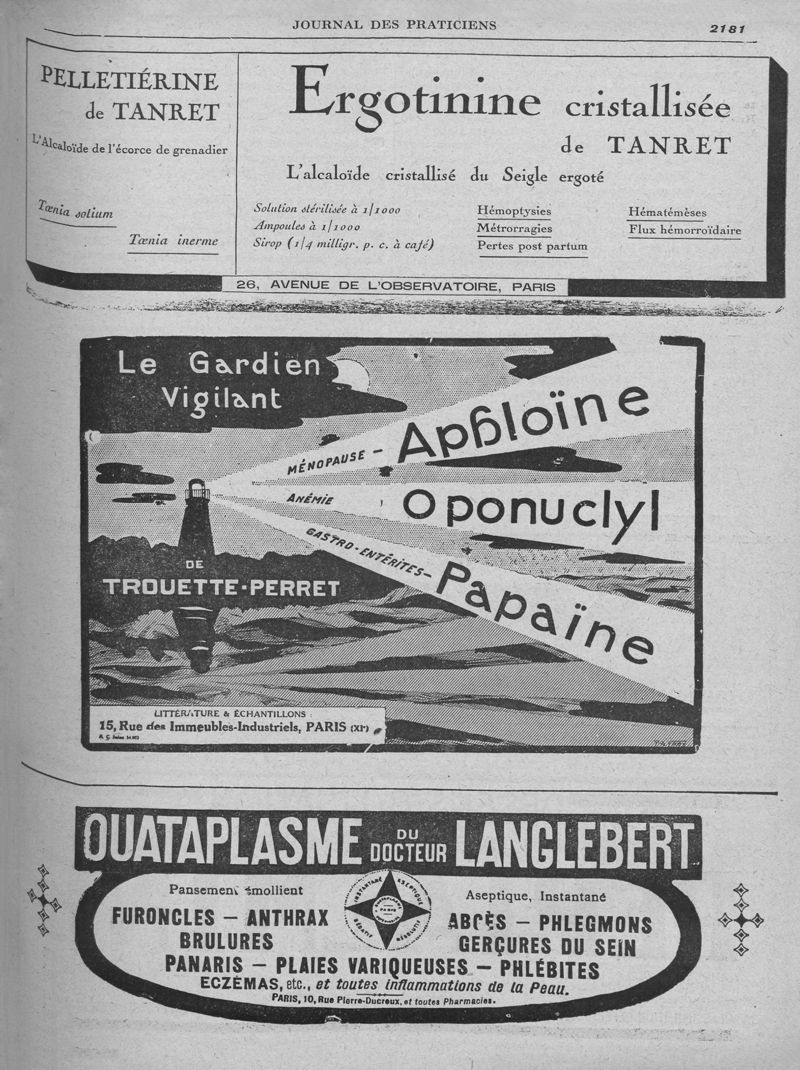 JOURNAL DES PRATICIENS
2181
PELLETIÉRINE
de TANRET
L'Alcaloïde de l'écorce de grenadier
Tœnia solium
Tœnia inerme
Ergotinine cristallisée
de TANRET
L'alcaloïde cristallisé du Seigle ergoté
Solution stérilisée à 1/1000
Ampoules à 1/1000
Sirop (1/4 milligr. p. c. à café)
Hémoptysies
Métrorragies
Pertes post partum
Hématémèses
Flux hémorroïdaire
26, AVENUE DE L'OBSERVATOIRE, PARIS
Le Gardien
Vigilant
MÉNOPAUSE - Aphloïne
ANÉMIE Oponuclyl
GASTRO-ENTÉRITES - Papaïne
DE
TROUETTE-PERRET
LITTÉRATURE & ÉCHANTILLONS :
15, Rue des Immeubles-Industriels, PARIS (XIe)
OUATAPLASME DU DOCTEUR LANGLEBERT
Pansement émollient
Aseptique, Instantané
INSTANTANÉ ASEPTIQUE
FURONCLES - ANTHRAX
BRULURES
ABCÈS - PHLEGMONS
GERÇURES DU SEIN
PANARIS - PLAIES VARIQUEUSES - PHLÉBITES
ECZÉMAS, etc., et toutes inflammations de la Peau.
PARIS, 10, Rue Pierre-Ducreux, et toutes Pharmacies.